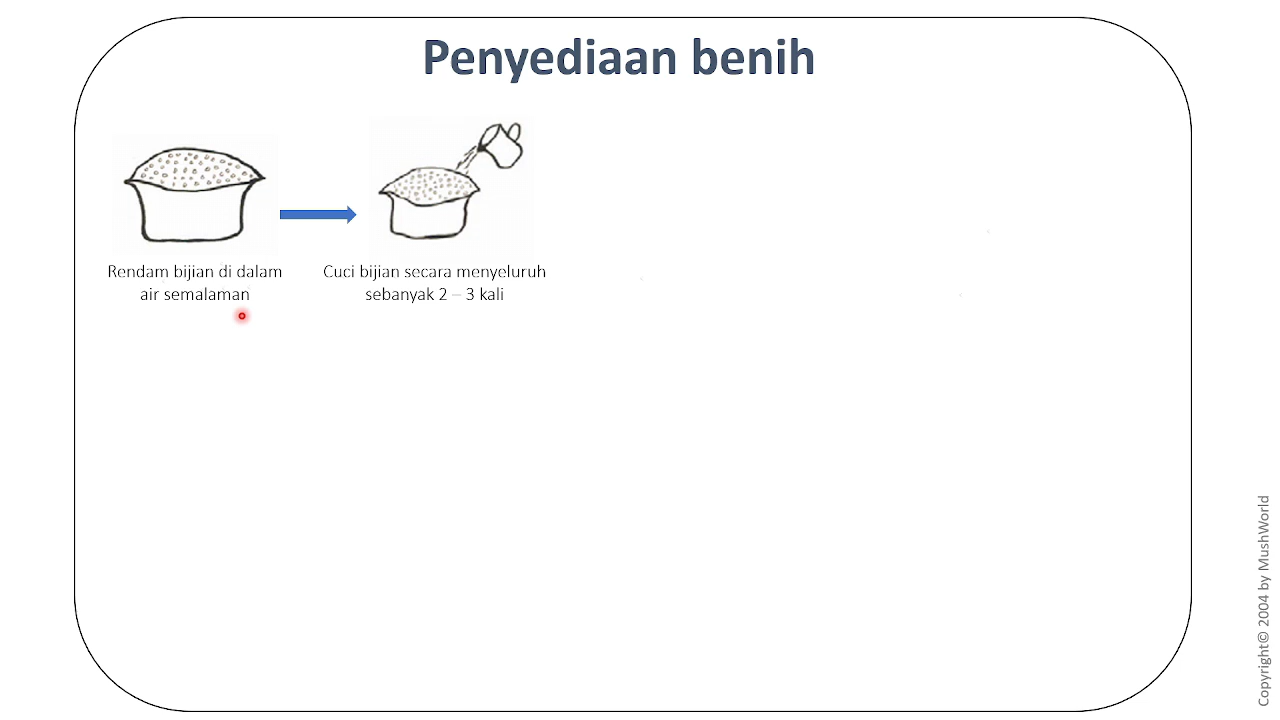 Penyediaan benih
Rendam bijian di dalam
air semalaman
Cuci bijian secara menyeluruh
sebanyak 2 – 3 kali
Copyright© 2004 by MushWorld